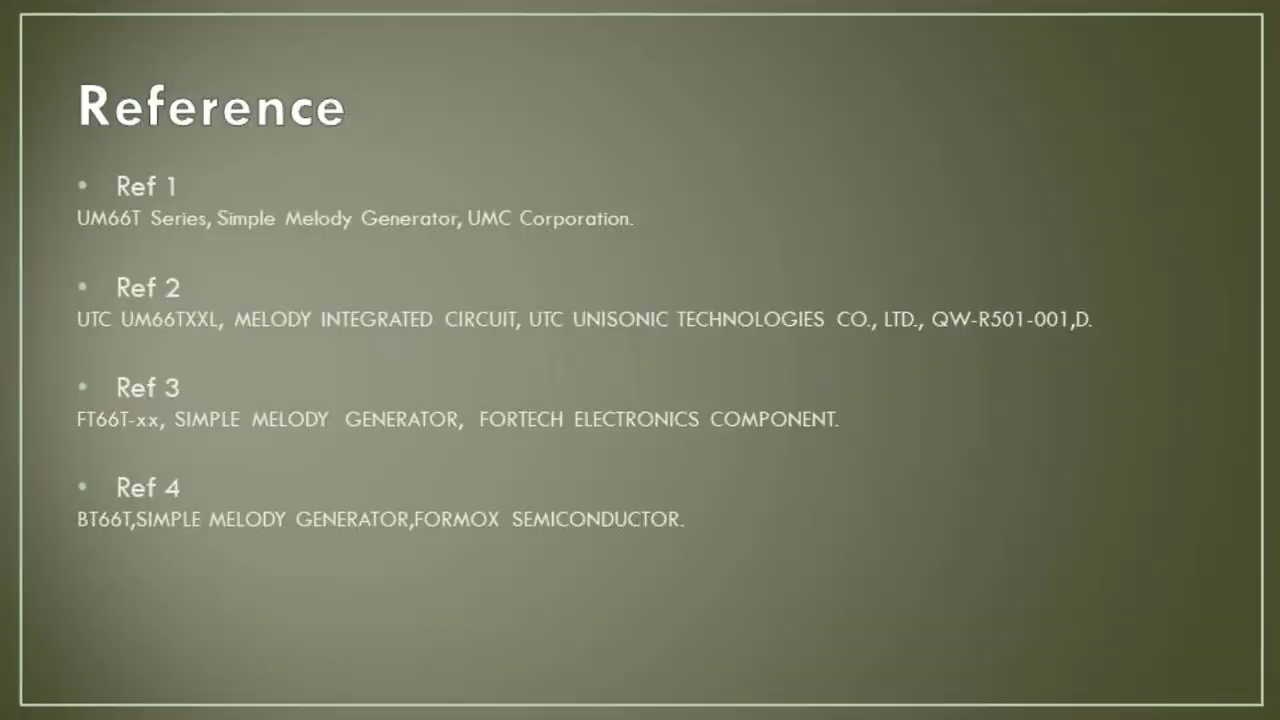 Reference
• Ref 1
UM66T Series, Simple Melody Generator, UMC Corporation.
• Ref 2
UTC UM66TXXL, MELODY INTEGRATED CIRCUIT, UTC UNISONIC TECHNOLOGIES CO., LTD., QW-R501-001,D.
• Ref 3
FT66T-xx, SIMPLE MELODY GENERATOR, FORTECH ELECTRONICS COMPONENT.
• Ref 4
BT66T,SIMPLE MELODY GENERATOR,FORMOX SEMICONDUCTOR.